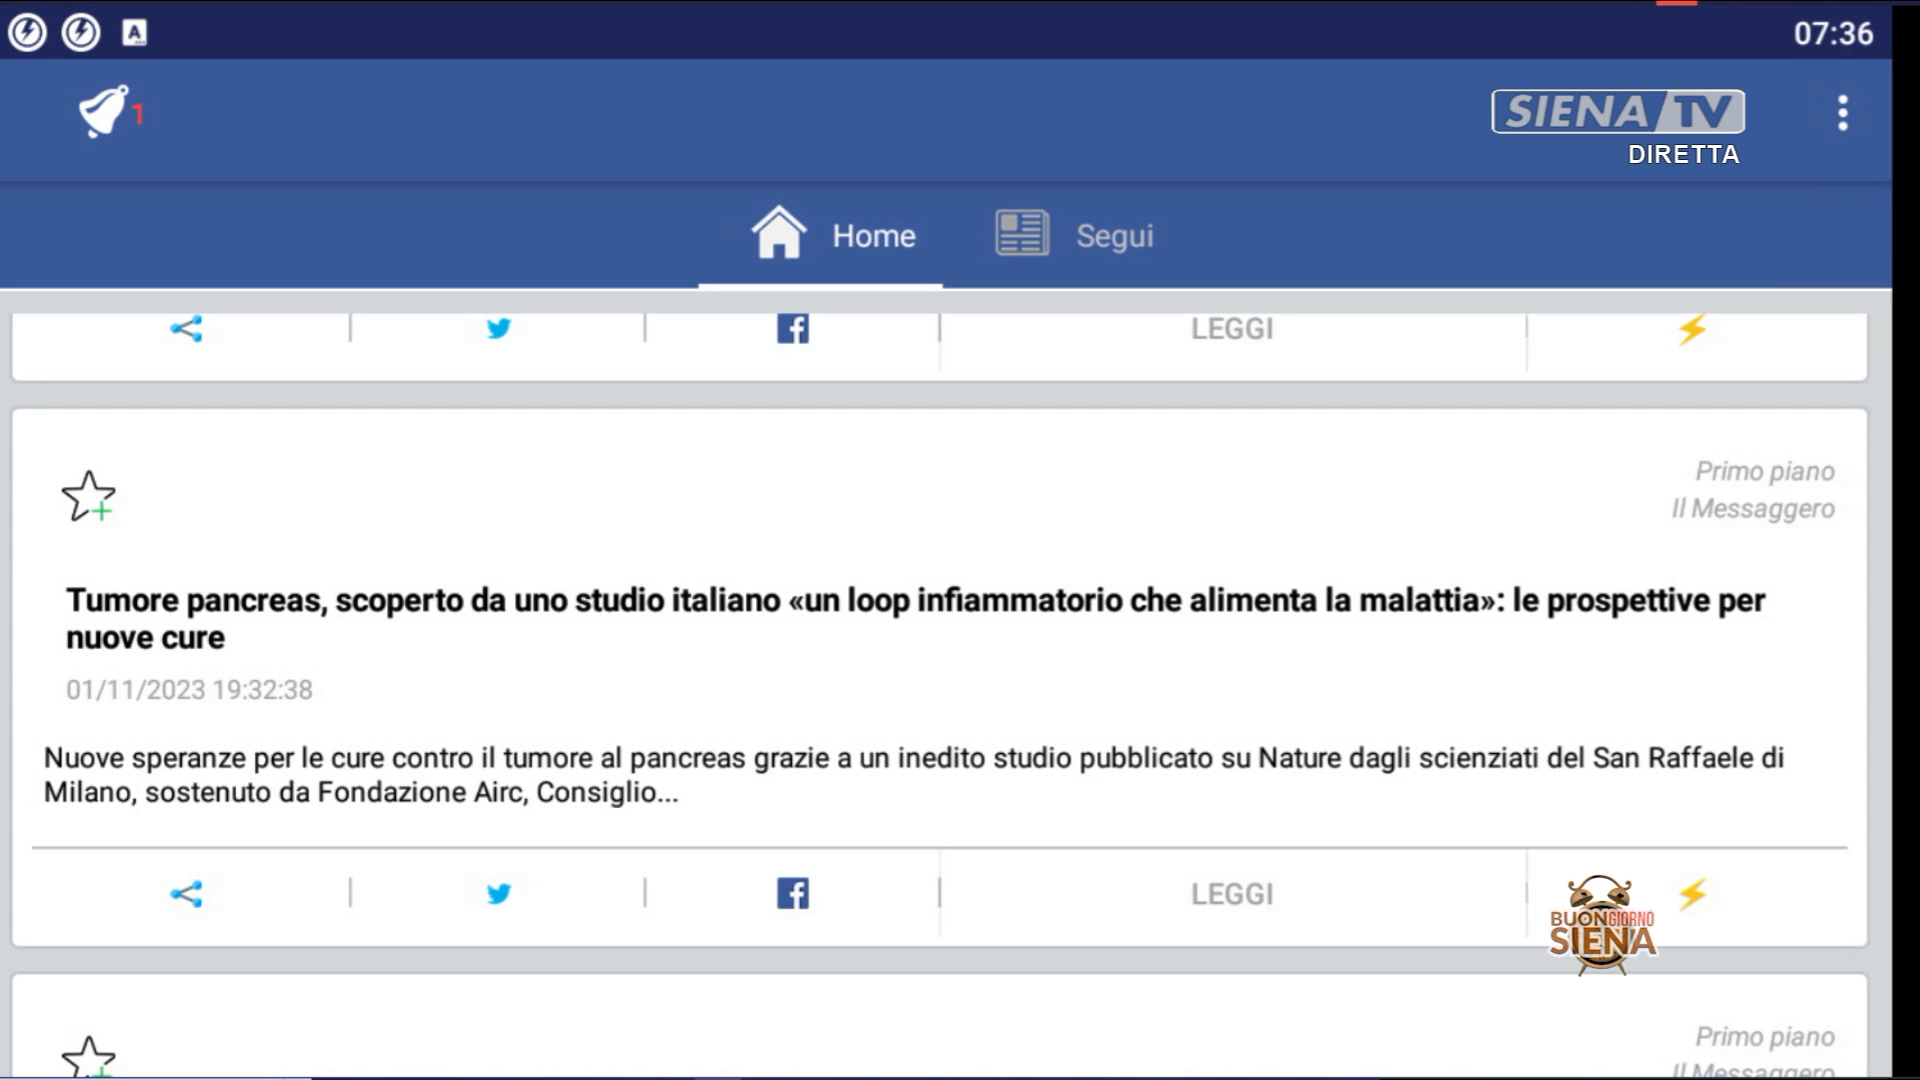 A
07:36
1
SIENA TV
DIRETTA
Home
Segui
LEGGI
Primo piano
Il Messaggero
Tumore pancreas, scoperto da uno studio italiano «un loop infiammatorio che alimenta la malattia»: le prospettive per
nuove cure
01/11/2023 19:32:38
Nuove speranze per le cure contro il tumore al pancreas grazie a un inedito studio pubblicato su Nature dagli scienziati del San Raffaele di
Milano, sostenuto da Fondazione Airc, Consiglio...
LEGGI
BUONGIORNO
SIENA
Primo piano
Il Messaggero